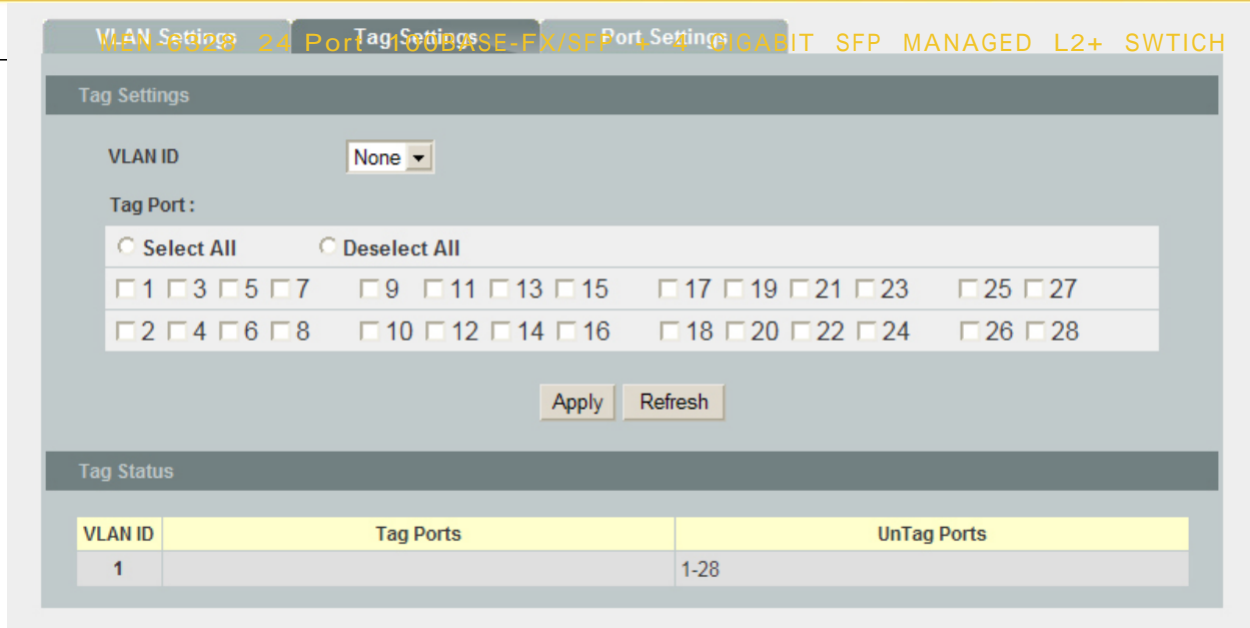 VLAN Settings Tag Settings Port Settings
MEN-6328 24 Port 100BASE-FX/SFP + 4 GIGABIT SFP MANAGED L2+ SWTICH
Tag Settings
VLAN ID None
Tag Port :
Select All Deselect All
1 3 5 7 9 11 13 15 17 19 21 23 25 27
2 4 6 8 10 12 14 16 18 20 22 24 26 28
Apply Refresh
Tag Status
VLAN ID Tag Ports UnTag Ports
1 1-28